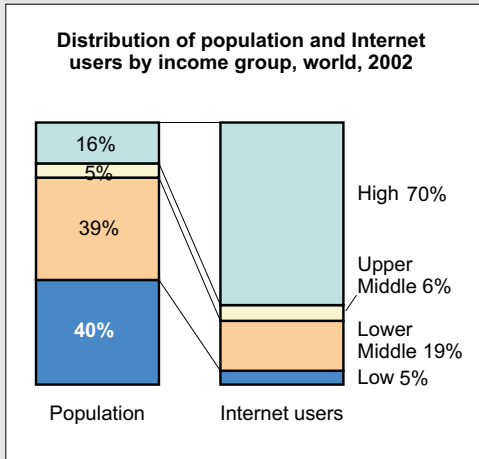 Distribution of population and Internet
users by income group, world, 2002
16%
5%
39%
40%
High 70%
Upper
Middle 6%
Lower
Middle 19%
Low 5%
Population
Internet users